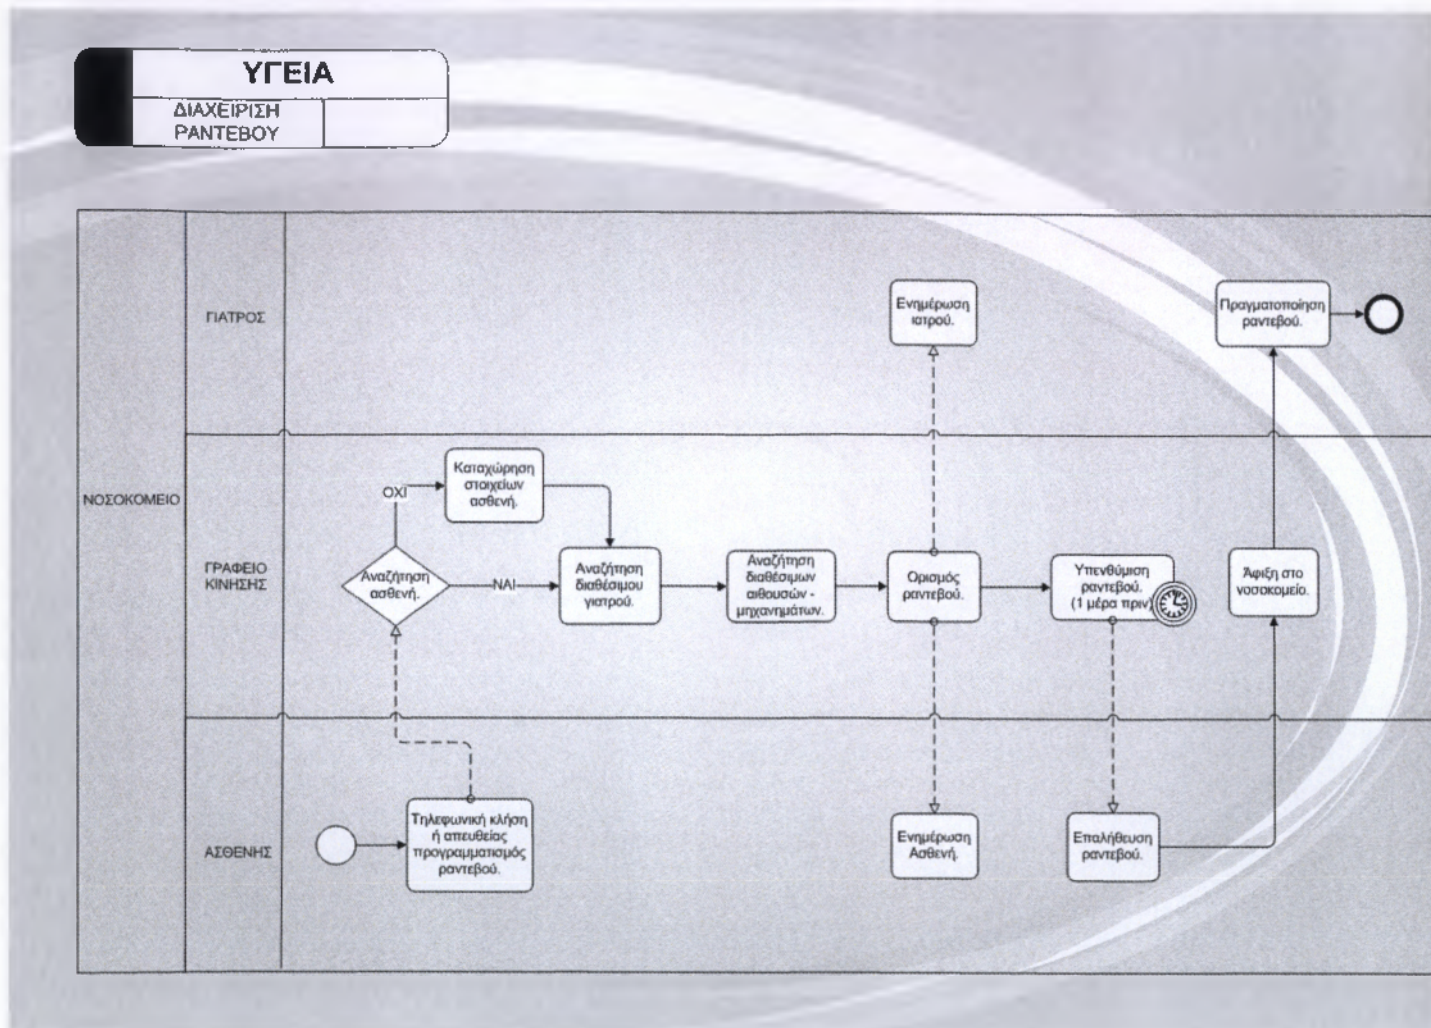 ΥΓΕΙΑ
ΔΙΑΧΕΙΡΙΣΗ
ΡΑΝΤΕΒΟΥ
ΝΟΣΟΚΟΜΕΙΟ
ΓΙΑΤΡΟΣ
Ενημέρωση
ιατρού.
Πραγματοποίηση
ραντεβού.
ΓΡΑΦΕΙΟ
ΚΙΝΗΣΗΣ
Αναζήτηση
ασθενή.
ΟΧΙ
Καταχώρηση
στοιχείων
ασθενή.
ΝΑΙ
Αναζήτηση
διαθέσιμου
γιατρού.
Αναζήτηση
διαθέσιμων
αιθουσών -
μηχανημάτων.
Ορισμός
ραντεβού.
Υπενθύμιση
ραντεβού.
(1 μέρα πριν)
Άφιξη στο
νοσοκομείο.
ΑΣΘΕΝΗΣ
Τηλεφωνική κλήση
ή απευθείας
προγραμματισμός
ραντεβού.
Ενημέρωση
Ασθενή.
Επαλήθευση
ραντεβού.